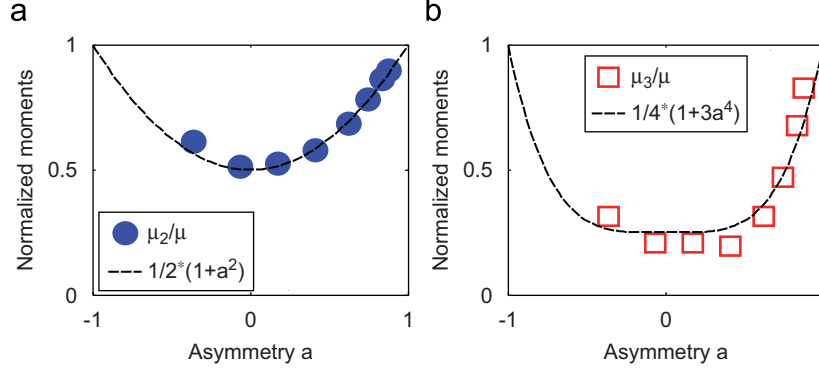 a
1
0.5
0
Normalized moments
μ₂/μ
1/2*(1+a²)
-1
0
1
Asymmetry a
b
1
0.5
0
Normalized moments
μ₃/μ
1/4*(1+3a⁴)
-1
0
Asymmetry a